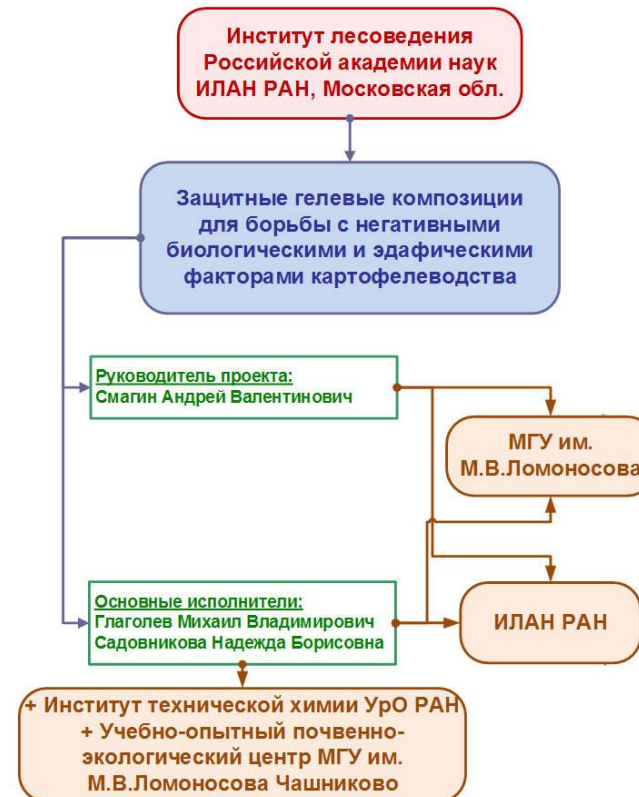 Институт лесоведения
Российской академии наук
ИЛАН РАН, Московская обл.
Защитные гелевые композиции
для борьбы с негативными
биологическими и эдафическими
факторами картофелеводства
Руководитель проекта:
Смагин Андрей Валентинович
МГУ им.
М.В.Ломоносова
Основные исполнители:
Глаголев Михаил Владимирович
Садовникова Надежда Борисовна
ИЛАН РАН
+ Институт технической химии УрО РАН
+ Учебно-опытный почвенно-
экологический центр МГУ им.
М.В.Ломоносова Чашниково